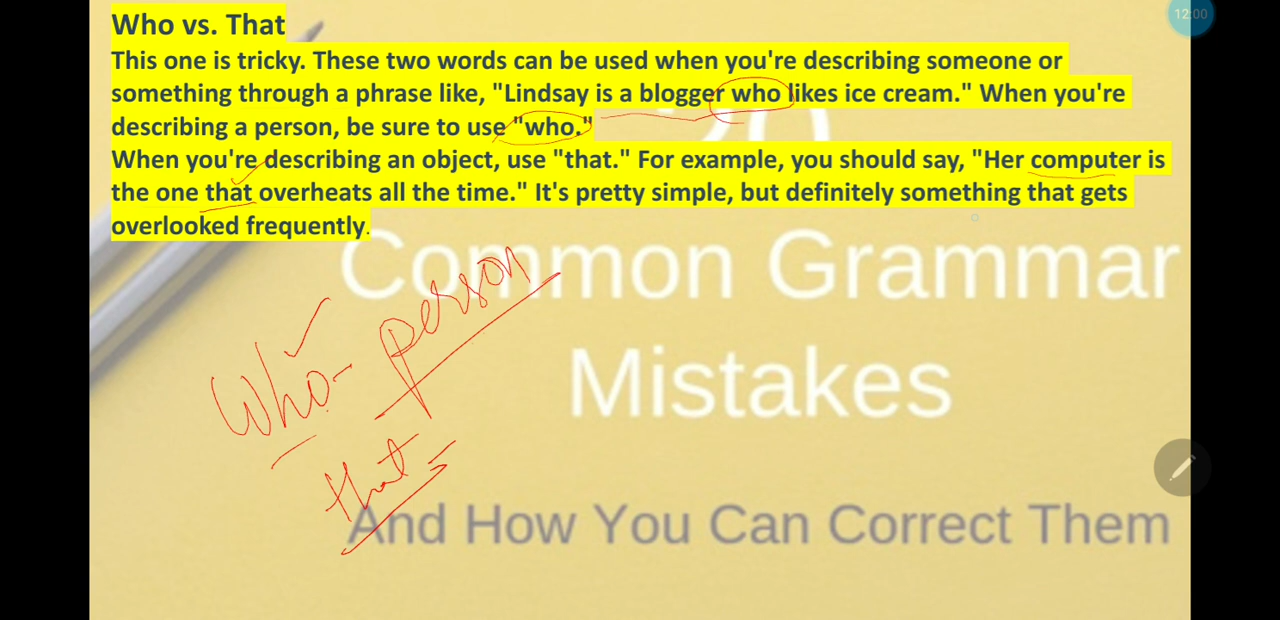 Who vs. That
12:00
This one is tricky. These two words can be used when you're describing someone or
something through a phrase like, "Lindsay is a blogger who likes ice cream." When you're
describing a person, be sure to use "who."
When you're describing an object, use "that." For example, you should say, "Her computer is
the one that overheats all the time." It's pretty simple, but definitely something that gets
overlooked frequently.
Common Grammar
Who - person
Mistakes
that -
And How You Can Correct Them